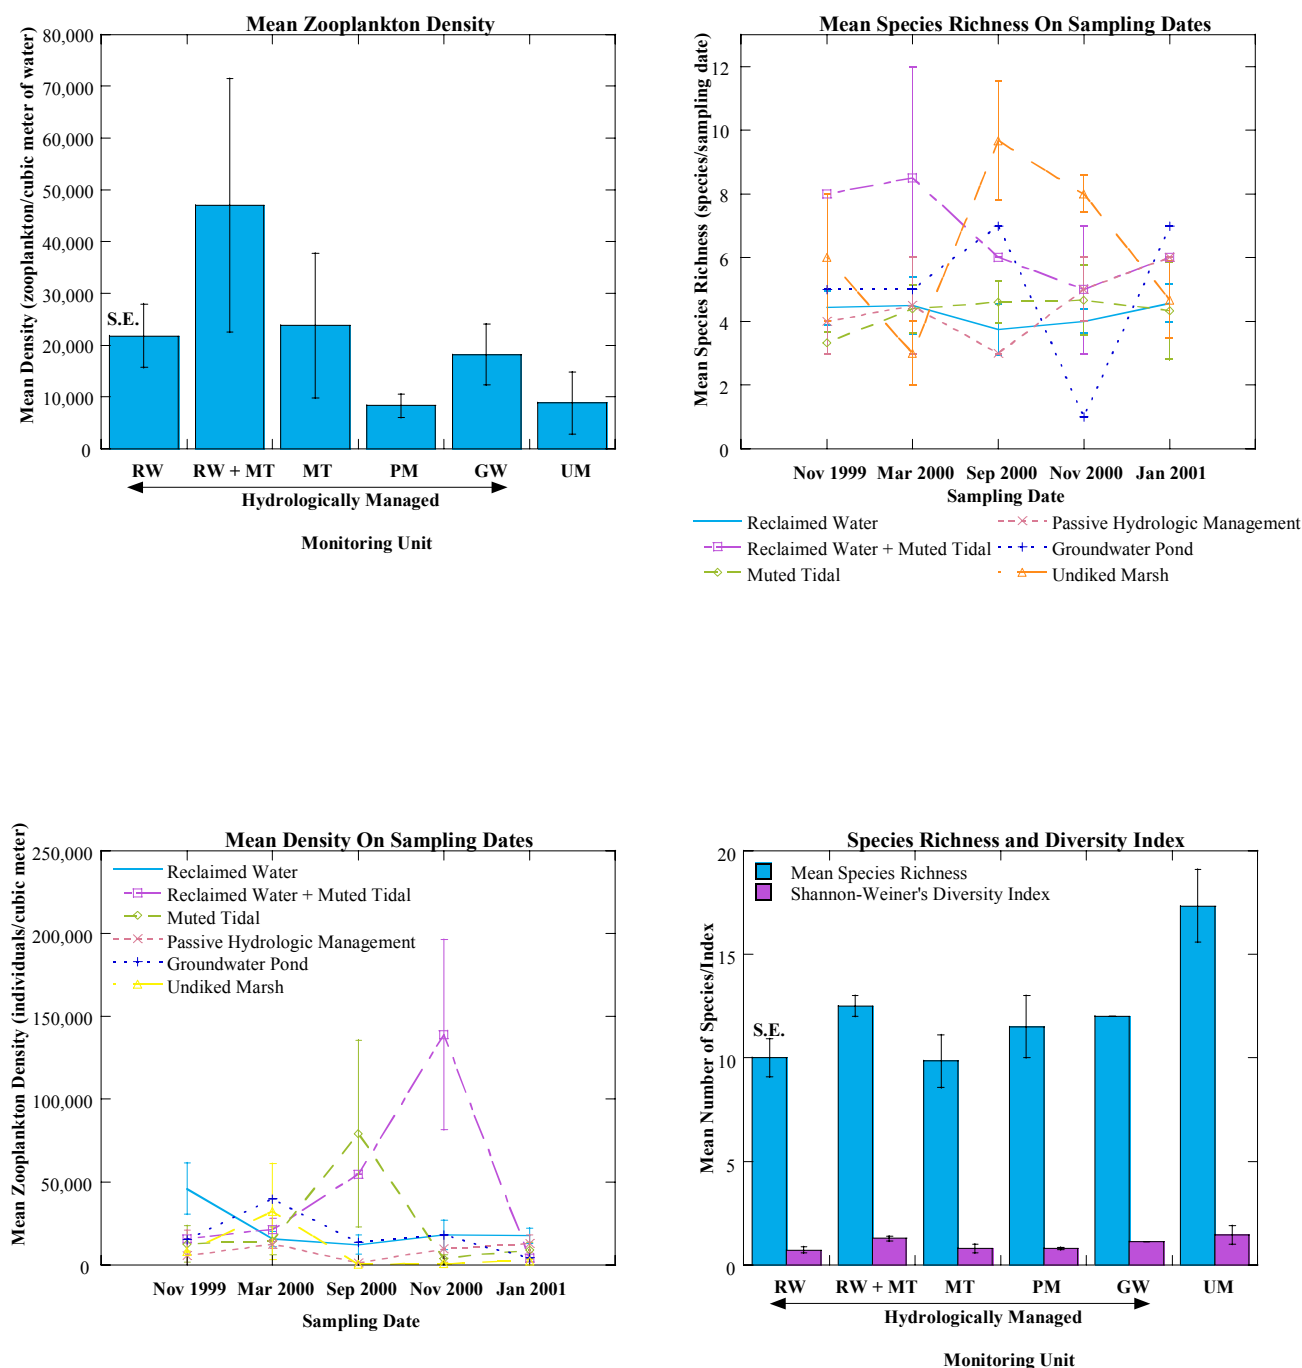 Mean Zooplankton Density
Mean Density (zooplankton/cubic meter of water)
80,000
70,000
60,000
50,000
40,000
30,000
20,000
10,000
0
S.E.
RW RW + MT MT PM GW UM
Hydrologically Managed
Monitoring Unit
Mean Species Richness On Sampling Dates
Mean Species Richness (species/sampling date)
12
10
8
6
4
2
0
Nov 1999 Mar 2000 Sep 2000 Nov 2000 Jan 2001
Sampling Date
Reclaimed Water
Reclaimed Water + Muted Tidal
Muted Tidal
Passive Hydrologic Management
Groundwater Pond
Undiked Marsh
Mean Density On Sampling Dates
Mean Zooplankton Density (individuals/cubic meter)
250,000
200,000
150,000
100,000
50,000
0
Reclaimed Water
Reclaimed Water + Muted Tidal
Muted Tidal
Passive Hydrologic Management
Groundwater Pond
Undiked Marsh
Nov 1999 Mar 2000 Sep 2000 Nov 2000 Jan 2001
Sampling Date
Species Richness and Diversity Index
Mean Number of Species/Index
20
15
10
5
0
Mean Species Richness
Shannon-Weiner's Diversity Index
S.E.
RW RW + MT MT PM GW UM
Hydrologically Managed
Monitoring Unit